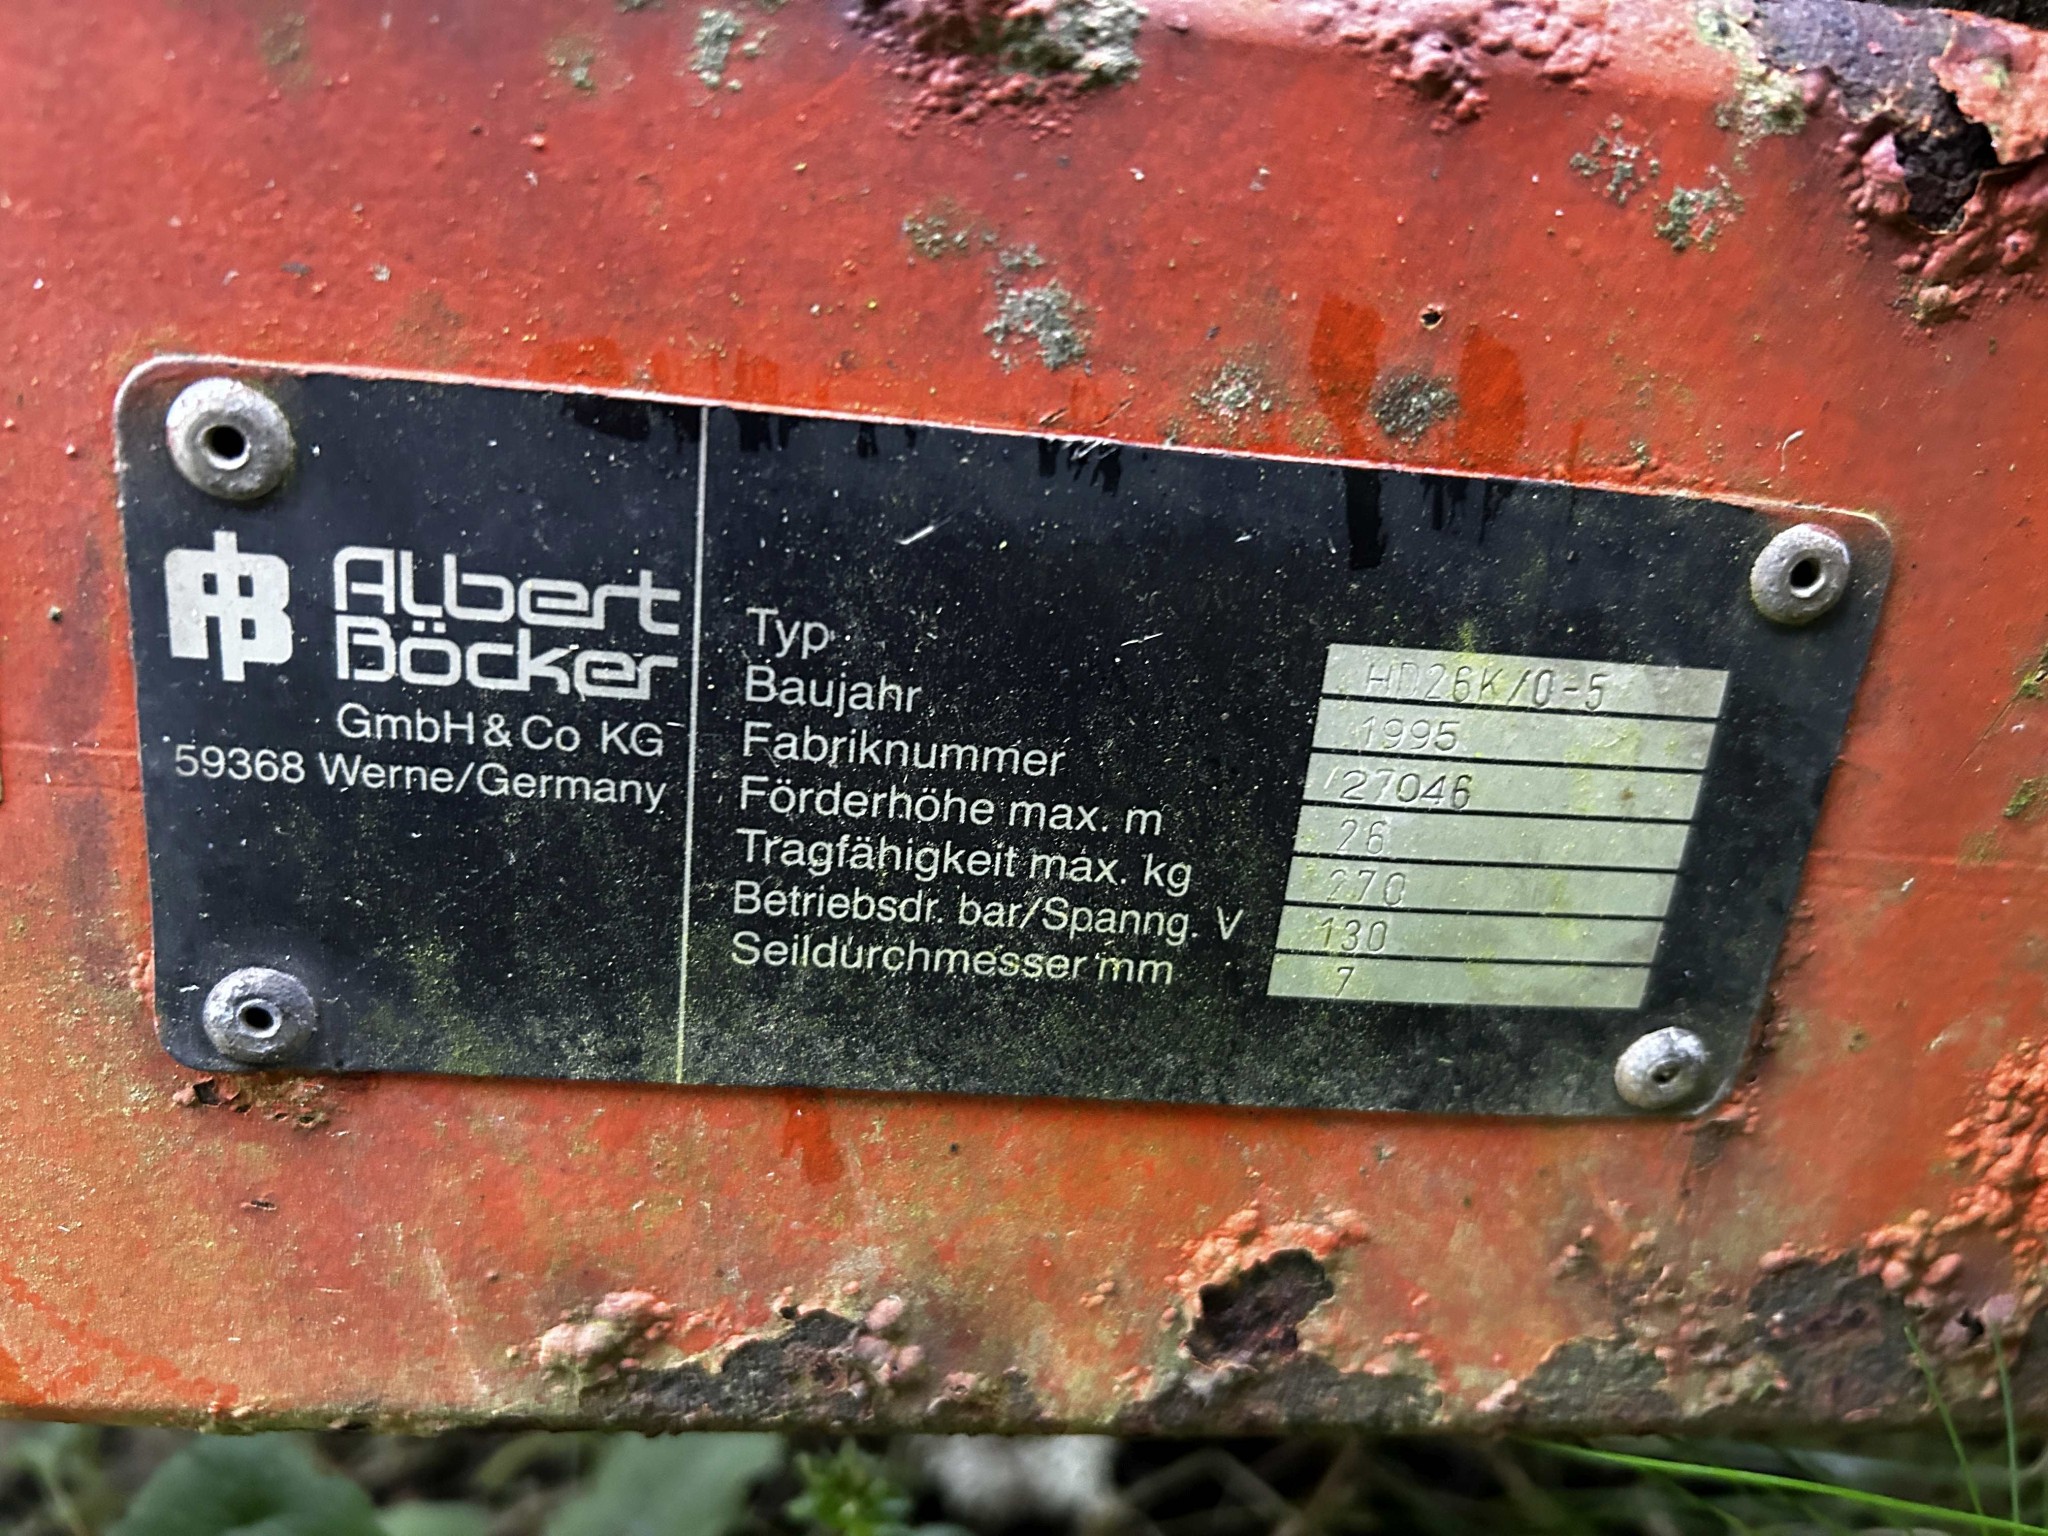 Albert
Böcker
GmbH & Co KG
59368 Werne/Germany
Typ HD26K/0-5
Baujahr 1995
Fabriknummer 27046
Förderhöhe max. m 26
Tragfähigkeit max. kg 270
Betriebsdr. bar/Spanng. V 130
Seildurchmesser mm 7